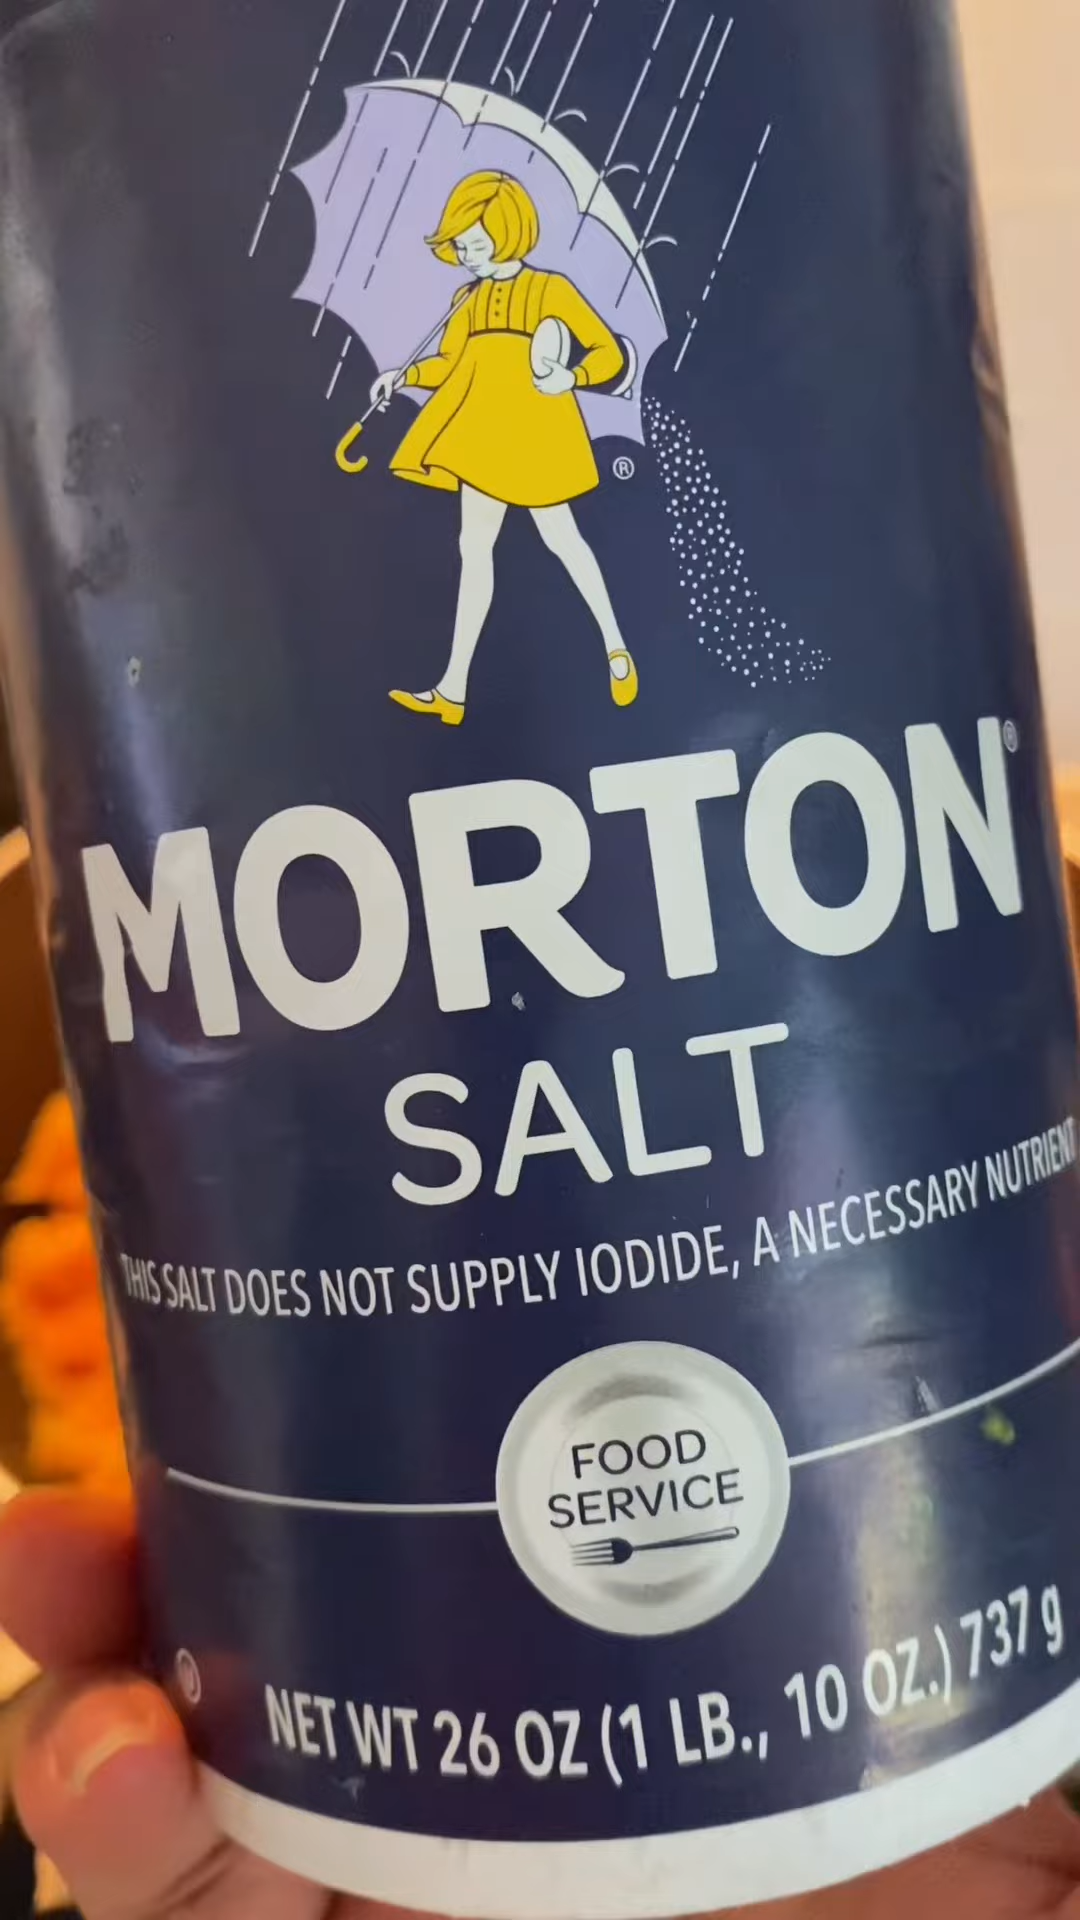 ®
MORTON®
SALT
THIS SALT DOES NOT SUPPLY IODIDE, A NECESSARY NUTRIENT
FOOD
SERVICE
NET WT 26 OZ (1 LB., 10 OZ.) 737 g